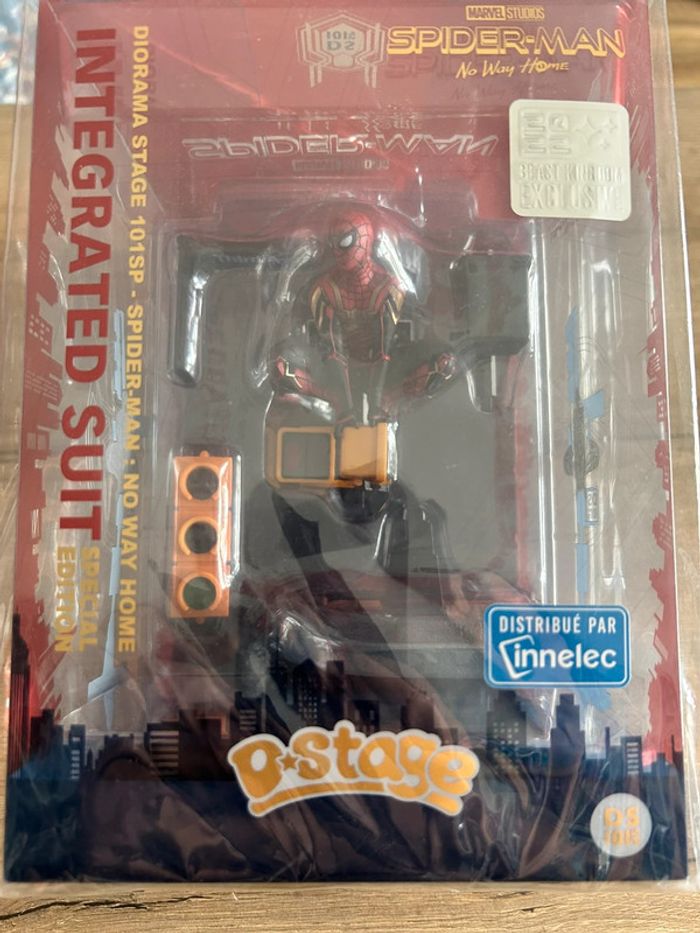 MARVEL STUDIOS
SPIDER-MAN
No Way Home
BEAST KINGDOM
EXCLUSIVE
DIORAMA STAGE 101SP - SPIDER-MAN : NO WAY HOME
INTEGRATED SUIT
SPECIAL
EDITION
DISTRIBUÉ PAR
innelec
D-Stage
DS